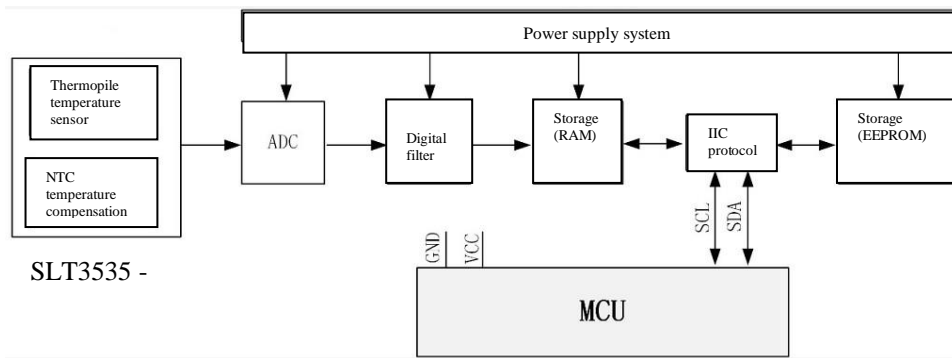 Power supply system
Thermopile
temperature
sensor
NTC
temperature
compensation
ADC
Digital
filter
Storage
(RAM)
IIC
protocol
Storage
(EEPROM)
SCL
SDA
SLT3535 -
GND
VCC
MCU